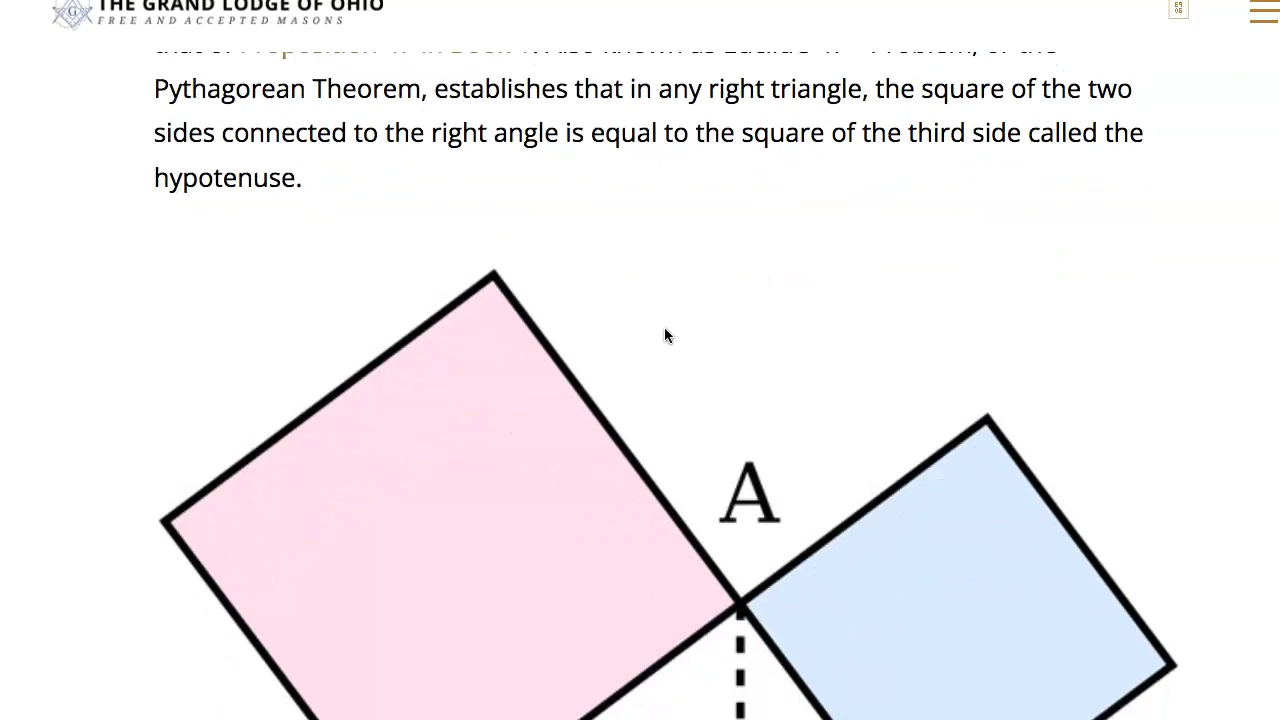 THE GRAND LODGE OF OHIO
FREE AND ACCEPTED MASONS
Pythagorean Theorem, establishes that in any right triangle, the square of the two
sides connected to the right angle is equal to the square of the third side called the
hypotenuse.
A